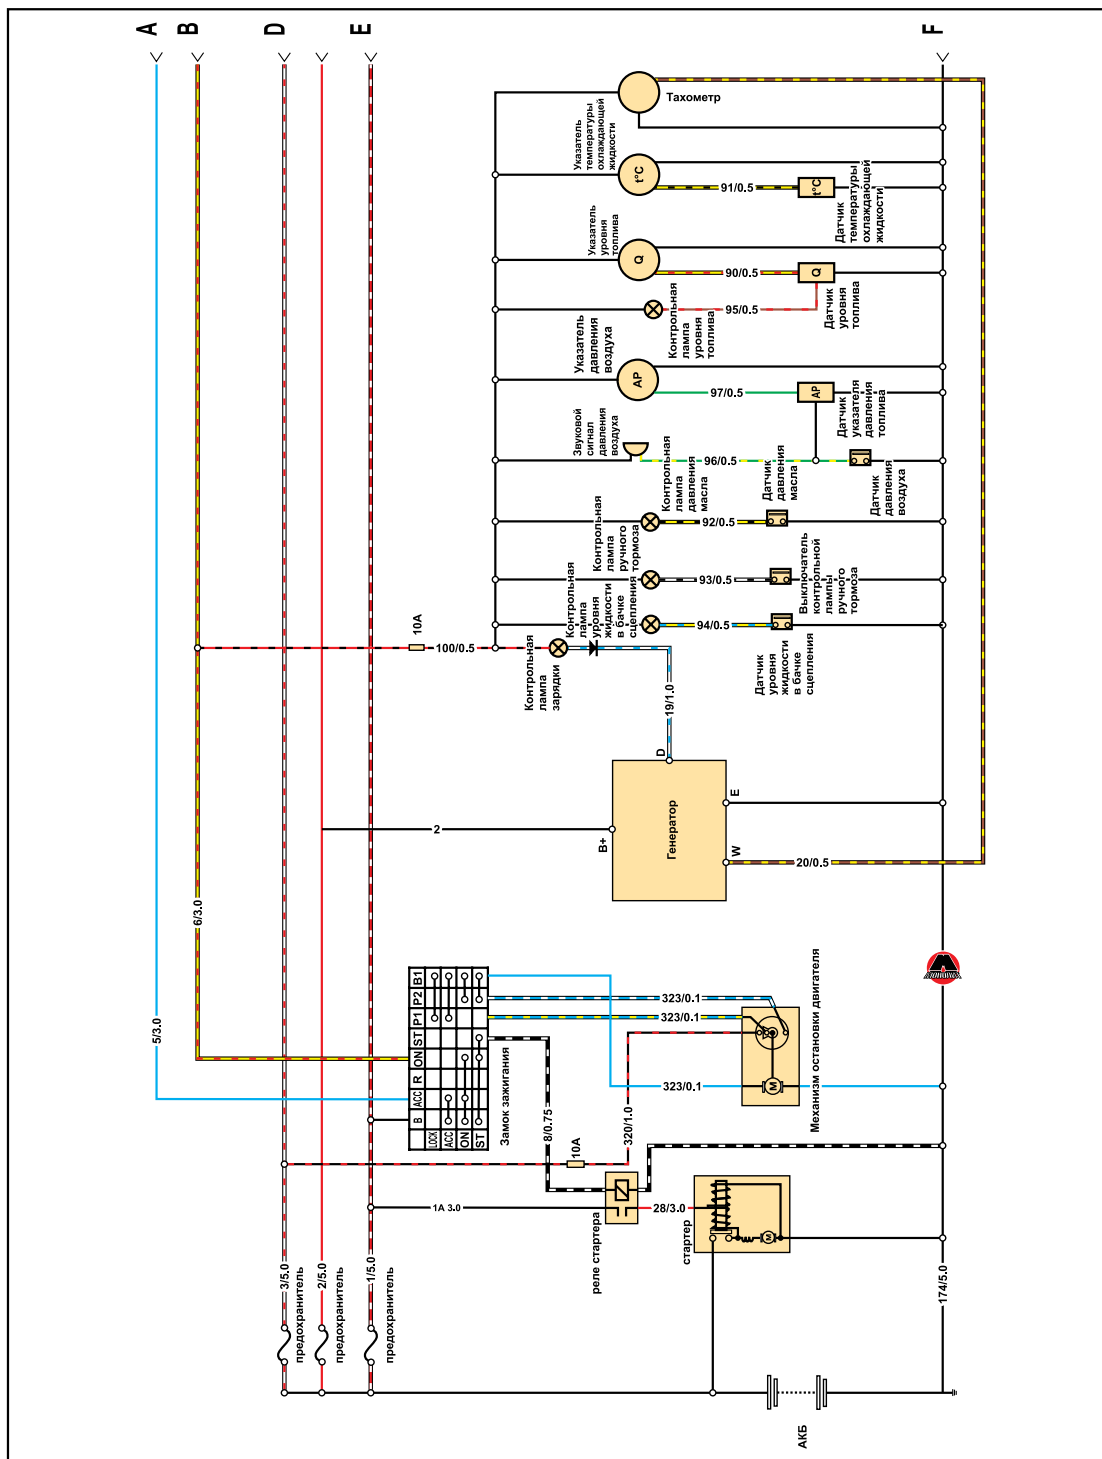 A
B
D
E
F
Тахометр
Указатель
температуры
охлаждающей
жидкости
t°C
91/0.5
t°C
Датчик
температуры
охлаждающей
жидкости
Указатель
уровня
топлива
Q
90/0.5
Q
Датчик
уровня
топлива
95/0.5
Контрольная
лампа
уровня
топлива
Указатель
давления
воздуха
AP
97/0.5
AP
Датчик
указателя
давления
топлива
Звуковой
сигнал
давления
воздуха
96/0.5
Датчик
давления
воздуха
Контрольная
лампа
давления
масла
92/0.5
Датчик
давления
масла
Контрольная
лампа
ручного
тормоза
93/0.5
Выключатель
контрольной
лампы
ручного
тормоза
Контрольная
лампа
уровня
жидкости
в бачке
сцепления
94/0.5
Датчик
уровня
жидкости
в бачке
сцепления
10A
100/0.5
Контрольная
лампа
зарядки
19/1.0
D
B+
Генератор
E
W
2
20/0.5
6/3.0
5/3.0
B
ACC
R
ON
ST
P1
P2
B1
LOCK
ACC
ON
ST
Замок зажигания
323/0.1
323/0.1
323/0.1
M
Механизм остановки двигателя
8/0.75
10A
320/1.0
1A 3.0
реле стартера
28/3.0
M
стартер
3/5.0
предохранитель
2/5.0
предохранитель
1/5.0
предохранитель
174/5.0
АКБ